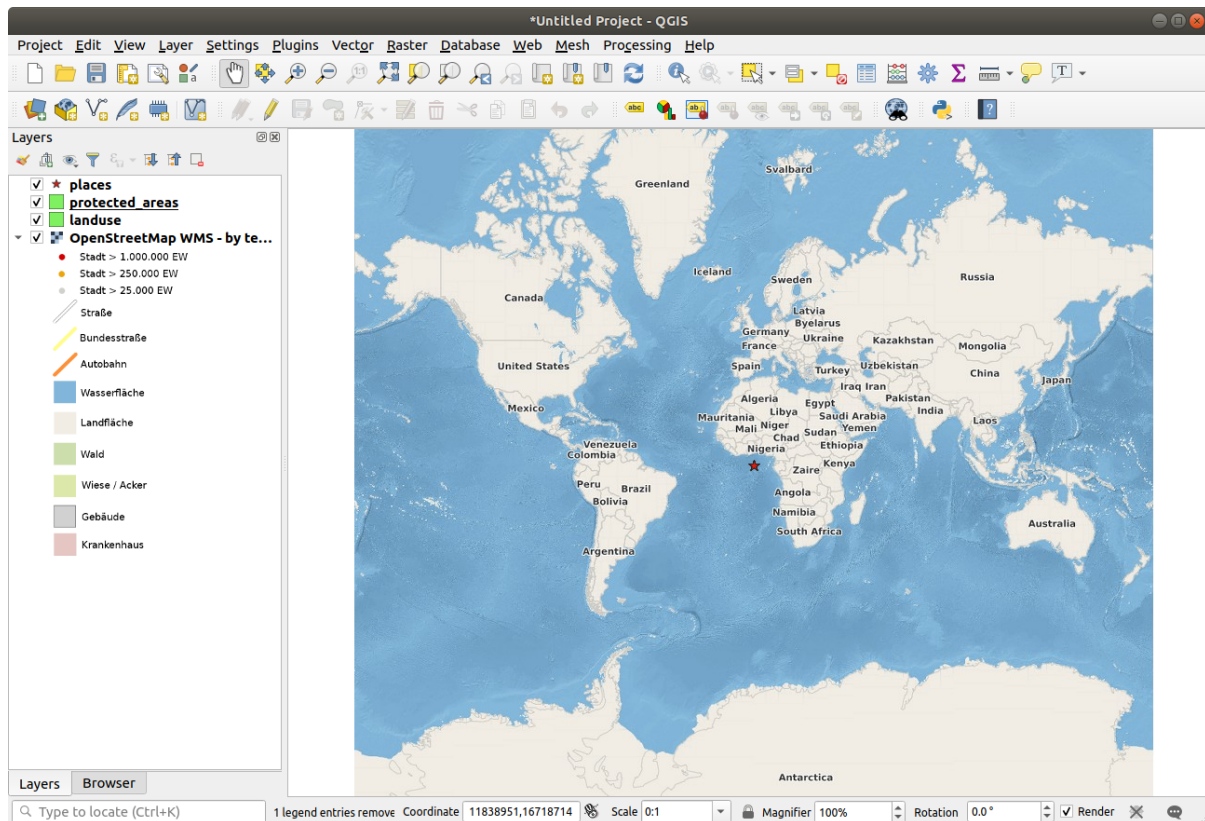 *Untitled Project - QGIS
Project Edit View Layer Settings Plugins Vector Raster Database Web Mesh Processing Help
Layers
places
protected_areas
landuse
OpenStreetMap WMS - by te...
Stadt > 1.000.000 EW
Stadt > 250.000 EW
Stadt > 25.000 EW
Straße
Bundesstraße
Autobahn
Wasserfläche
Landfläche
Wald
Wiese / Acker
Gebäude
Krankenhaus
Svalbard
Greenland
Iceland
Sweden
Russia
Canada
Latvia
Byelarus
Germany
Ukraine
France
Kazakhstan
Mongolia
United States
Spain
Turkey
Uzbekistan
China
Japan
Iraq Iran
Mexico
Algeria
Egypt
Pakistan
India
Mauritania
Libya
Saudi Arabia
Laos
Mali
Niger
Chad
Sudan
Yemen
Venezuela
Ethiopia
Colombia
Nigeria
Zaire
Kenya
Peru
Brazil
Bolivia
Angola
Namibia
South Africa
Australia
Argentina
Antarctica
Layers Browser
Type to locate (Ctrl+K) 1 legend entries remove Coordinate 11838951,16718714 Scale 0:1 Magnifier 100% Rotation 0.0 ° Render